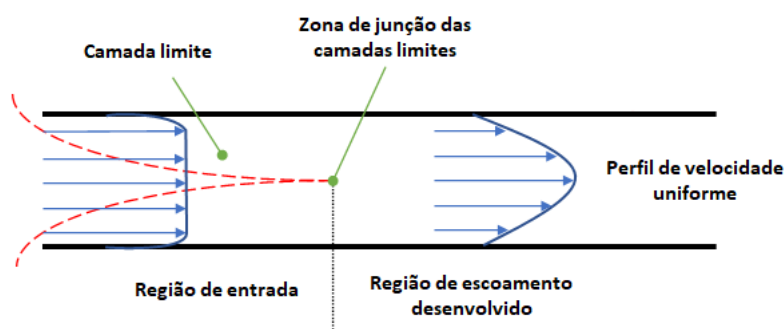 Camada limite
Zona de junção das
camadas limites
Perfil de velocidade
uniforme
Região de entrada
Região de escoamento
desenvolvido